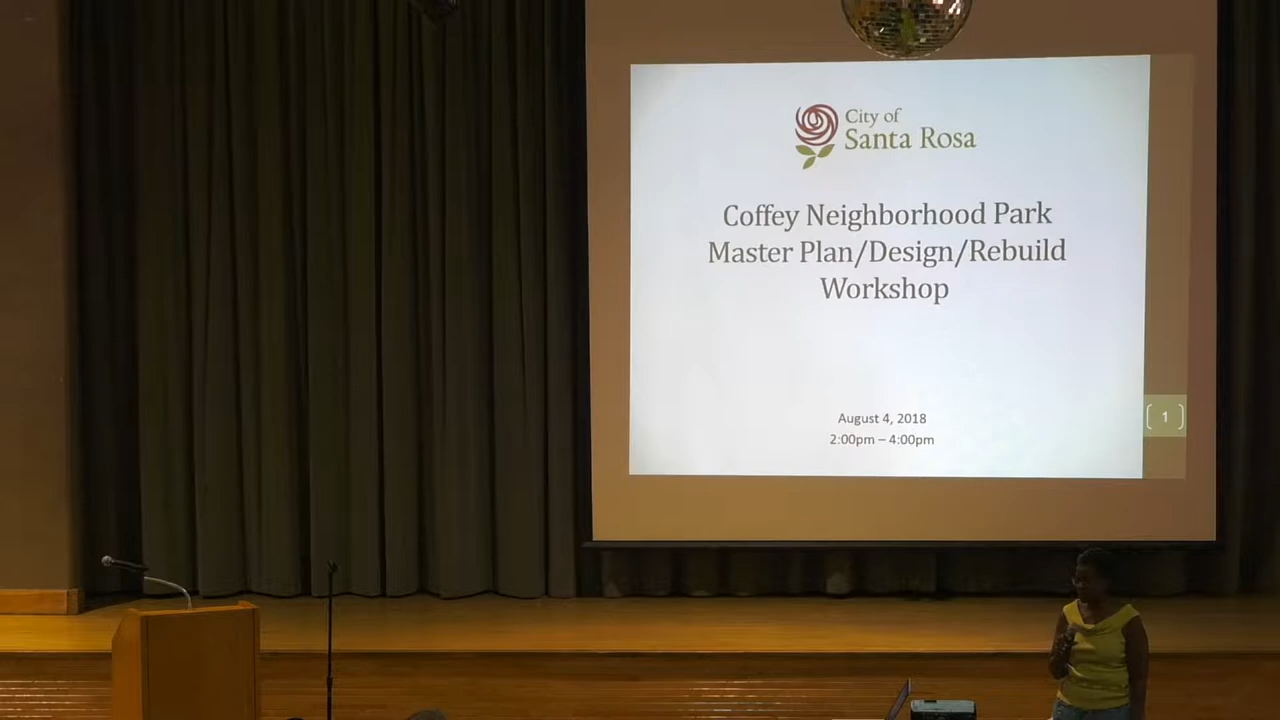 City of
Santa Rosa
Coffey Neighborhood Park
Master Plan/Design/Rebuild
Workshop
August 4, 2018
2:00pm – 4:00pm
1